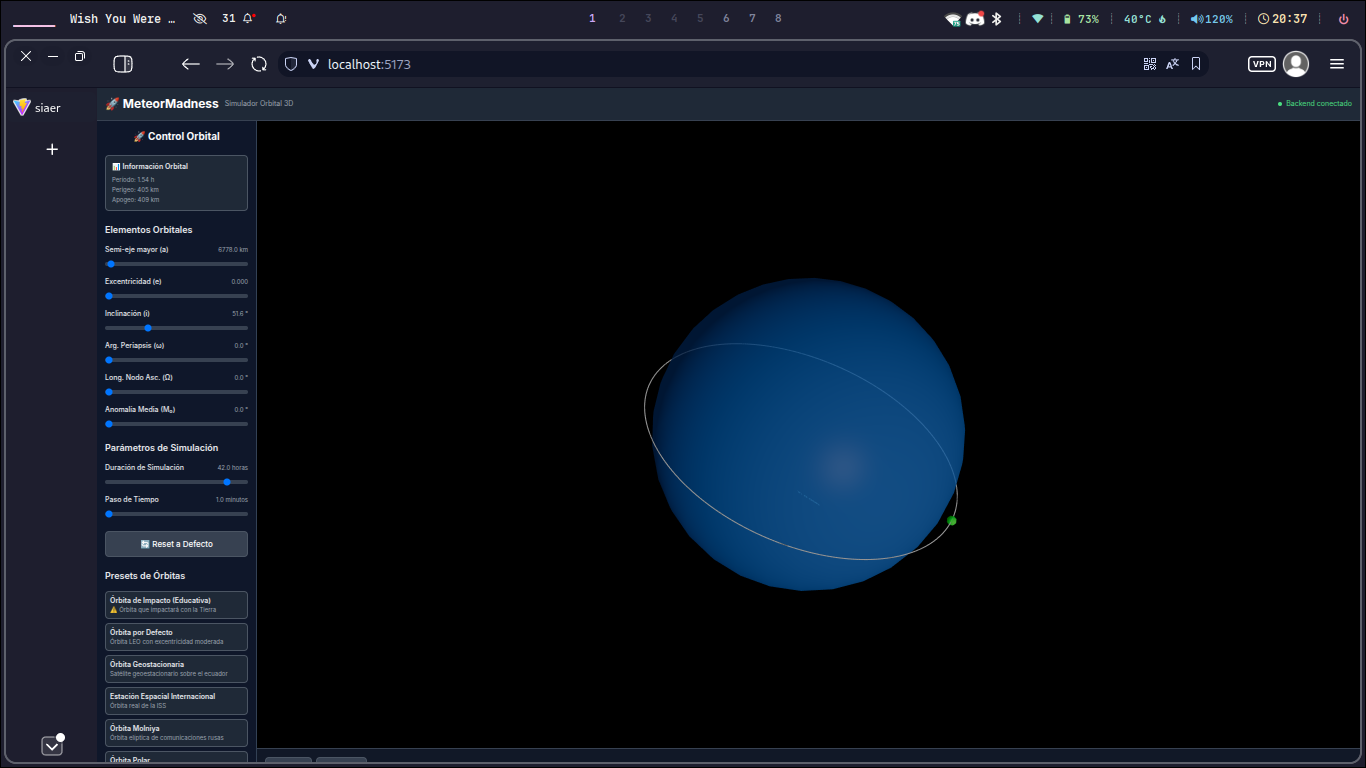 Wish You Were …
31
1 2 3 4 5 6 7 8
73%
40°C
120%
20:37
localhost:5173
VPN
siaer
🚀 MeteorMadness
Simulador Orbital 3D
Backend conectado
🚀 Control Orbital
📊 Información Orbital
Período: 1.54 h
Perigeo: 405 km
Apogeo: 409 km
Elementos Orbitales
Semi-eje mayor (a) 6778.0 km
Excentricidad (e) 0.000
Inclinación (i) 51.6 °
Arg. Periapsis (ω) 0.0 °
Long. Nodo Asc. (Ω) 0.0 °
Anomalía Media (M₀) 0.0 °
Parámetros de Simulación
Duración de Simulación 42.0 horas
Paso de Tiempo 1.0 minutos
🔄 Reset a Defecto
Presets de Órbitas
Órbita de Impacto (Educativa)
⚠️ Órbita que impactará con la Tierra
Órbita por Defecto
Órbita LEO con excentricidad moderada
Órbita Geostacionaria
Satélite geoestacionario sobre el ecuador
Estación Espacial Internacional
Órbita real de la ISS
Órbita Molniya
Órbita elíptica de comunicaciones rusas
Órbita Polar